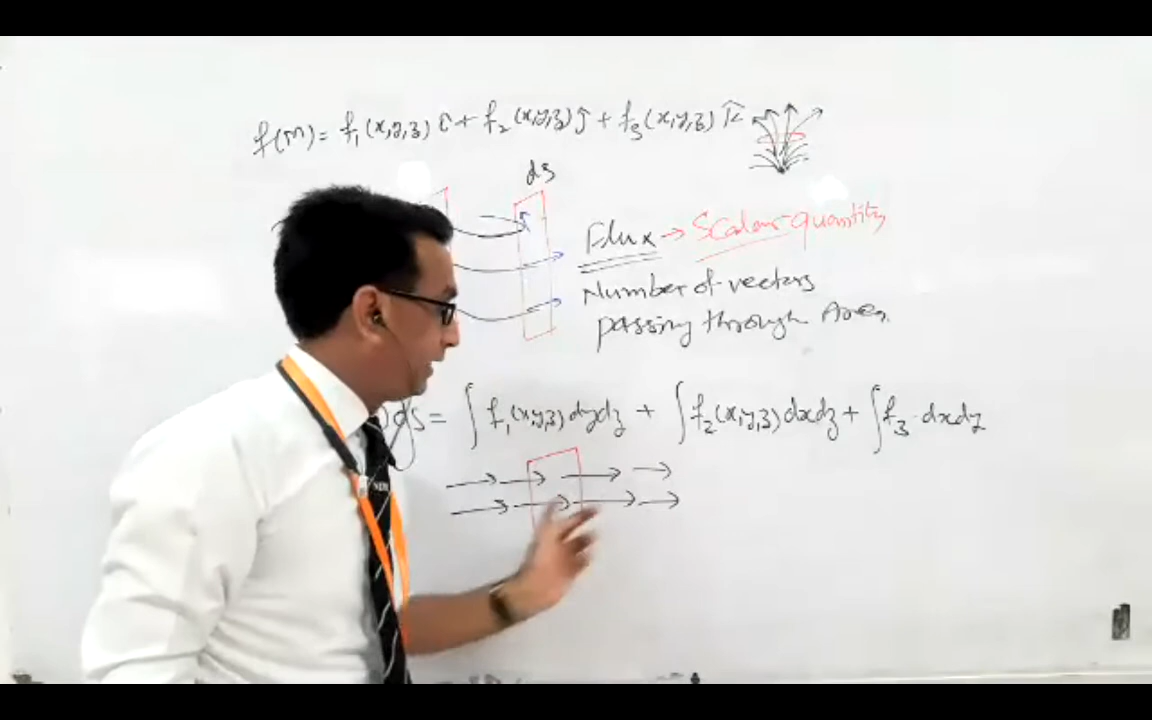 f(m) = f₁(x,y,z) î + f₂(x,y,z) ĵ + f₃(x,y,z) k̂
ds
Flux → Scalar quantity
Number of vectors
passing through Area.
)ds = ∫ f₁(x,y,z) dydz + ∫ f₂(x,y,z) dxdz + ∫ f₃ · dxdy